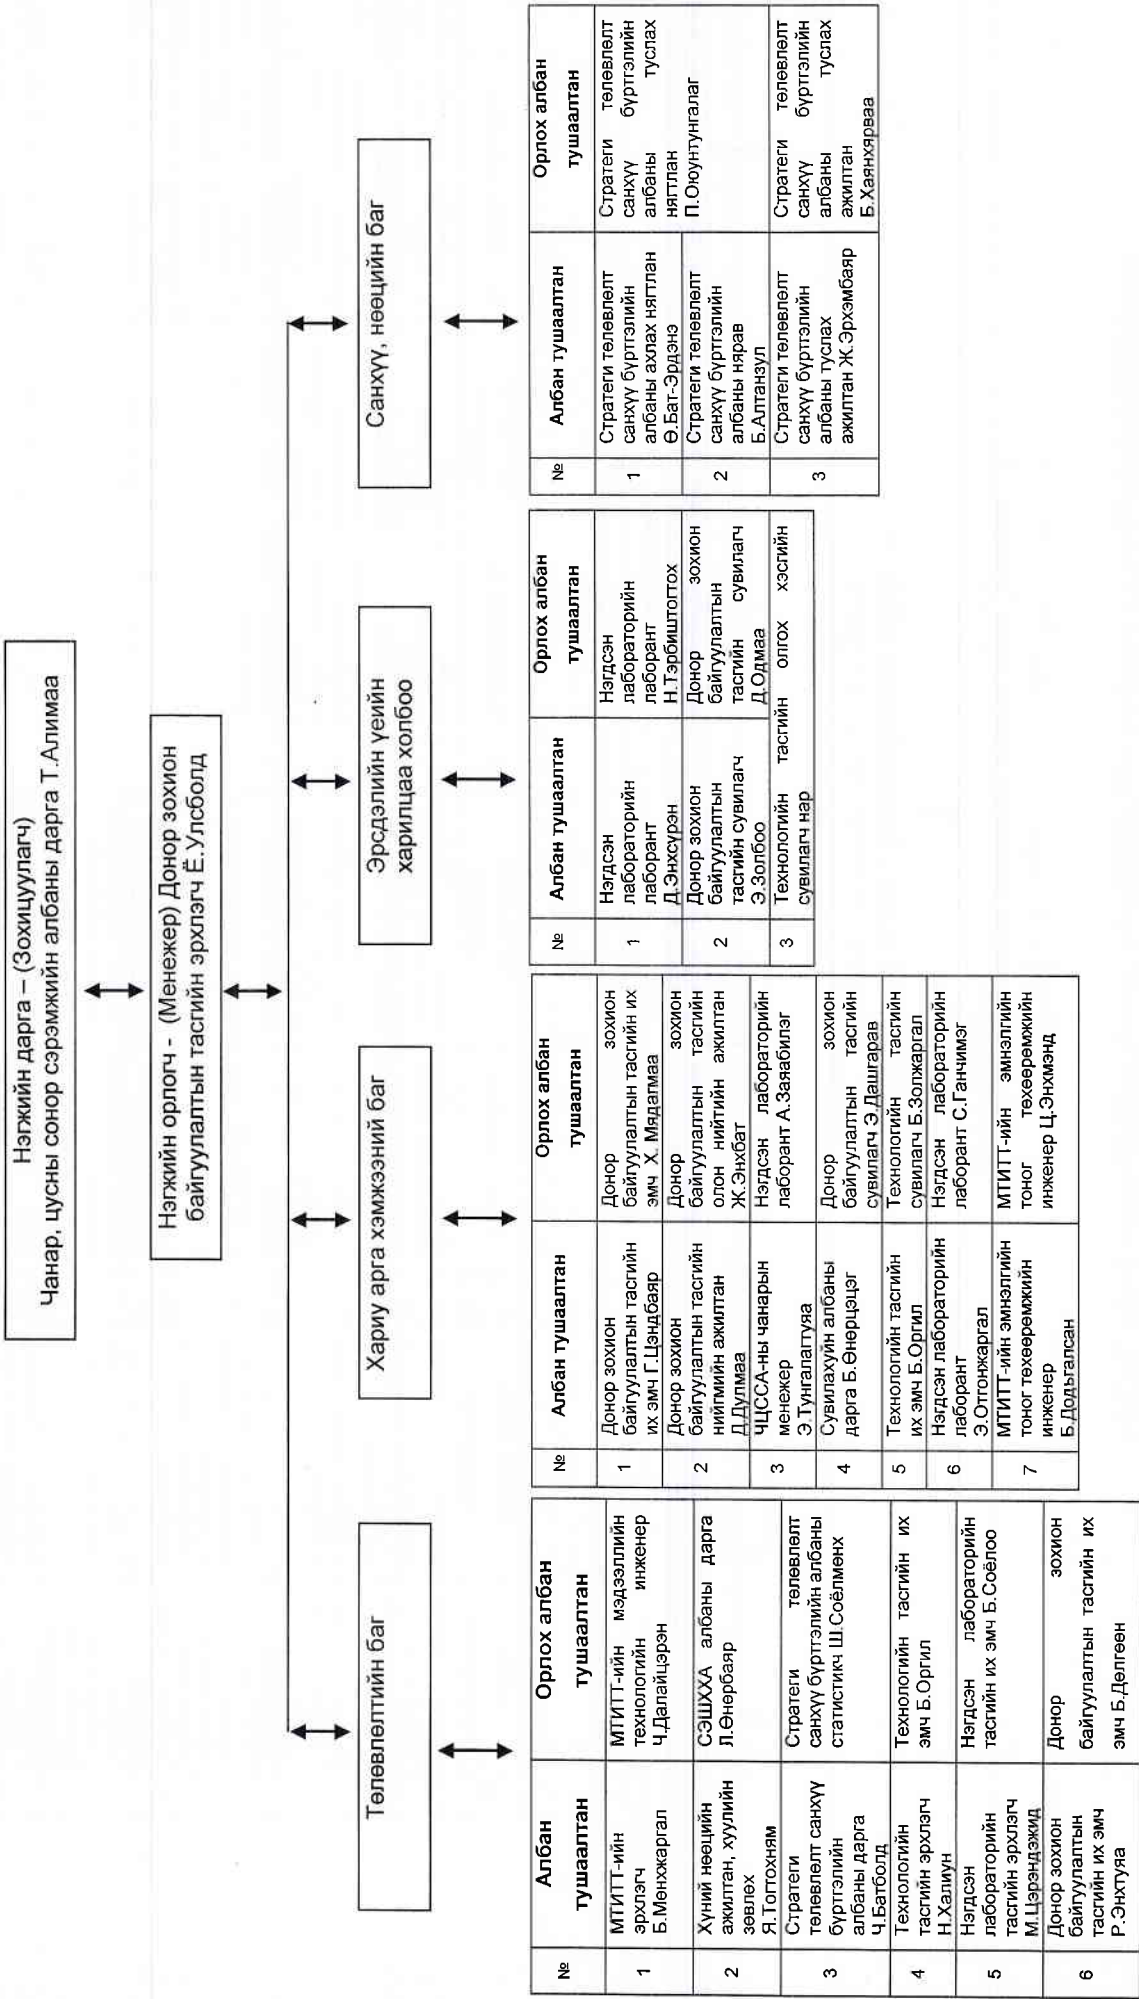 Нэгжийн дарга – (Зохицуулагч)
Чанар, цусны сонор сэрэмжийн албаны дарга Т.Алимаа
Нэгжийн орлогч - (Менежер) Донор зохион
байгуулалтын тасгийн эрхлэгч Ё.Улсболд
Төлөвлөлтийн баг
Хариу арга хэмжээний баг
Эрсдэлийн үеийн
харилцаа холбоо
Санхүү, нөөцийн баг
№
Албан
тушаалтан
Орлох албан
тушаалтан
1
МТИТТ-ийн
эрхлэгч
Б.Мөнхжаргал
МТИТТ-ийн мэдээллийн
технологийн инженер
Ч.Далайцэрэн
2
Хүний нөөцийн
ажилтан, хуулийн
зөвлөх
Я.Тогтохням
СЭШХХА албаны дарга
Л.Өнөрбаяр
3
Стратеги
төлөвлөлт санхүү
бүртгэлийн
албаны дарга
Ч.Батболд
Стратеги төлөвлөлт
санхүү бүртгэлийн албаны
статистикч Ш.Соёлмөнх
4
Технологийн
тасгийн эрхлэгч
Н.Халиун
Технологийн тасгийн их
эмч Б.Оргил
5
Нэгдсэн
лабораторийн
тасгийн эрхлэгч
М.Цэрэндэжид
Нэгдсэн лабораторийн
тасгийн их эмч Б.Соёлоо
6
Донор зохион
байгуулалтын
тасгийн их эмч
Р.Энхтуяа
Донор зохион
байгуулалтын тасгийн их
эмч Б.Дөлгөөн
№
Албан тушаалтан
Орлох албан
тушаалтан
1
Донор зохион
байгуулалтын тасгийн
их эмч Г.Цэндбаяр
Донор зохион
байгуулалтын тасгийн их
эмч Х. Мядагмаа
2
Донор зохион
байгуулалтын тасгийн
нийгмийн ажилтан
Д.Дулмаа
Донор зохион
байгуулалтын тасгийн
олон нийтийн ажилтан
Ж.Энхбат
3
ЧЦССА-ны чанарын
менежер
Э.Тунгалагтуяа
Нэгдсэн лабораторийн
лаборант А.Заяабилэг
4
Сувилахуйн албаны
дарга Б.Өнөрцэцэг
Донор зохион
байгуулалтын тасгийн
сувилагч Э.Дашгарав
5
Технологийн тасгийн
их эмч Б.Оргил
Технологийн тасгийн
сувилагч Б.Золжаргал
6
Нэгдсэн лабораторийн
лаборант
Э.Отгонжаргал
Нэгдсэн лабораторийн
лаборант С.Ганчимэг
7
МТИТТ-ийн эмнэлгийн
тоног төхөөрөмжийн
инженер
Б.Додьгалсан
МТИТТ-ийн эмнэлгийн
тоног төхөөрөмжийн
инженер Ц.Энхмэнд
№
Албан тушаалтан
Орлох албан
тушаалтан
1
Нэгдсэн
лабораторийн
лаборант
Д.Энхсүрэн
Нэгдсэн
лабораторийн
лаборант
Н.Тэрбиштогтох
2
Донор зохион
байгуулалтын
тасгийн сувилагч
Э.Золбоо
Донор зохион
байгуулалтын
тасгийн сувилагч
Д.Одмаа
3
Технологийн тасгийн олгох хэсгийн
сувилагч нар
№
Албан тушаалтан
Орлох албан
тушаалтан
1
Стратеги төлөвлөлт
санхүү бүртгэлийн
албаны ахлах нягтлан
Ө.Бат-Эрдэнэ
Стратеги төлөвлөлт
санхүү бүртгэлийн
албаны туслах
нягтлан
П.Оюунтунгалаг
2
Стратеги төлөвлөлт
санхүү бүртгэлийн
албаны нярав
Б.Алтанзул
3
Стратеги төлөвлөлт
санхүү бүртгэлийн
албаны туслах
ажилтан Ж.Эрхэмбаяр
Стратеги төлөвлөлт
санхүү бүртгэлийн
албаны туслах
ажилтан
Б.Хаянхярваа